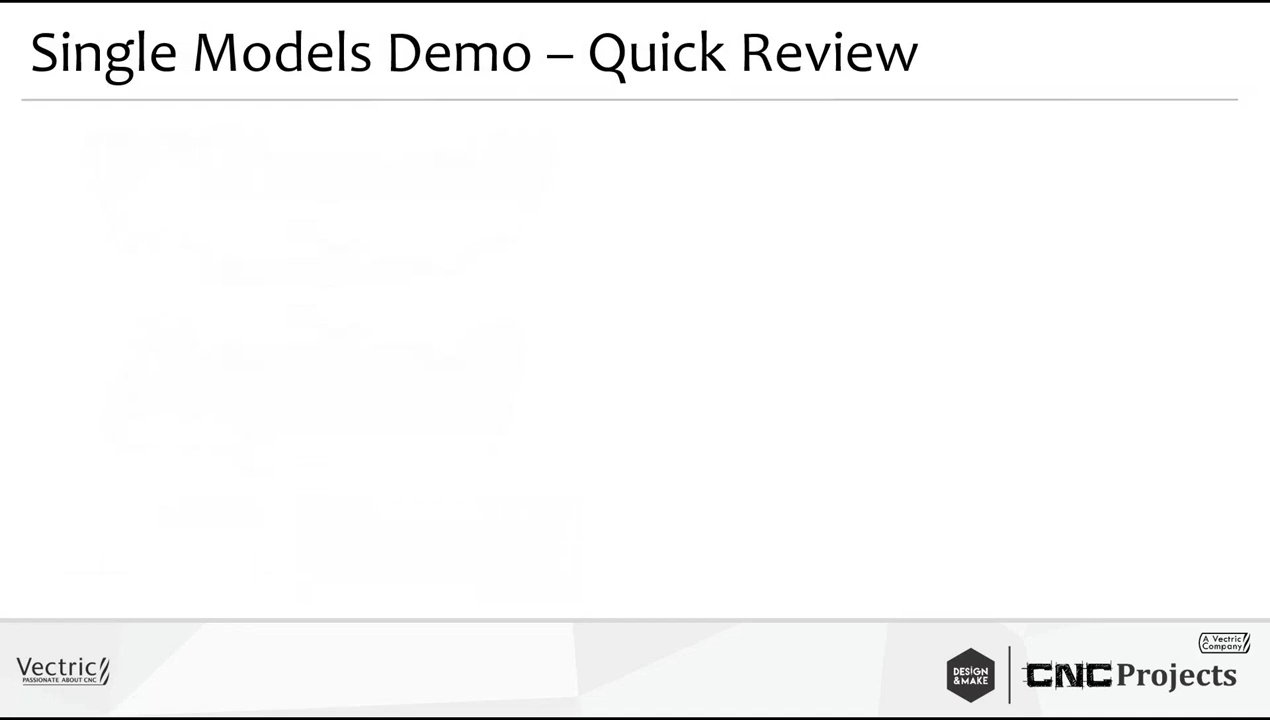 Single Models Demo – Quick Review
Vectric
PASSIONATE ABOUT CNC
DESIGN
&MAKE
CNC Projects
A Vectric
Company